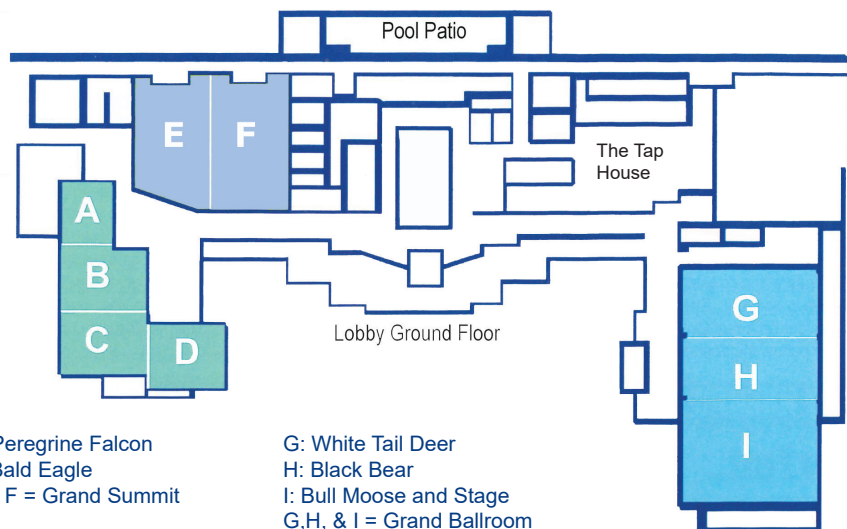 Pool Patio
E
F
The Tap
House
A
B
C
D
G
H
I
Lobby Ground Floor
Peregrine Falcon
Bald Eagle
F = Grand Summit
G: White Tail Deer
H: Black Bear
I: Bull Moose and Stage
G,H, & I = Grand Ballroom